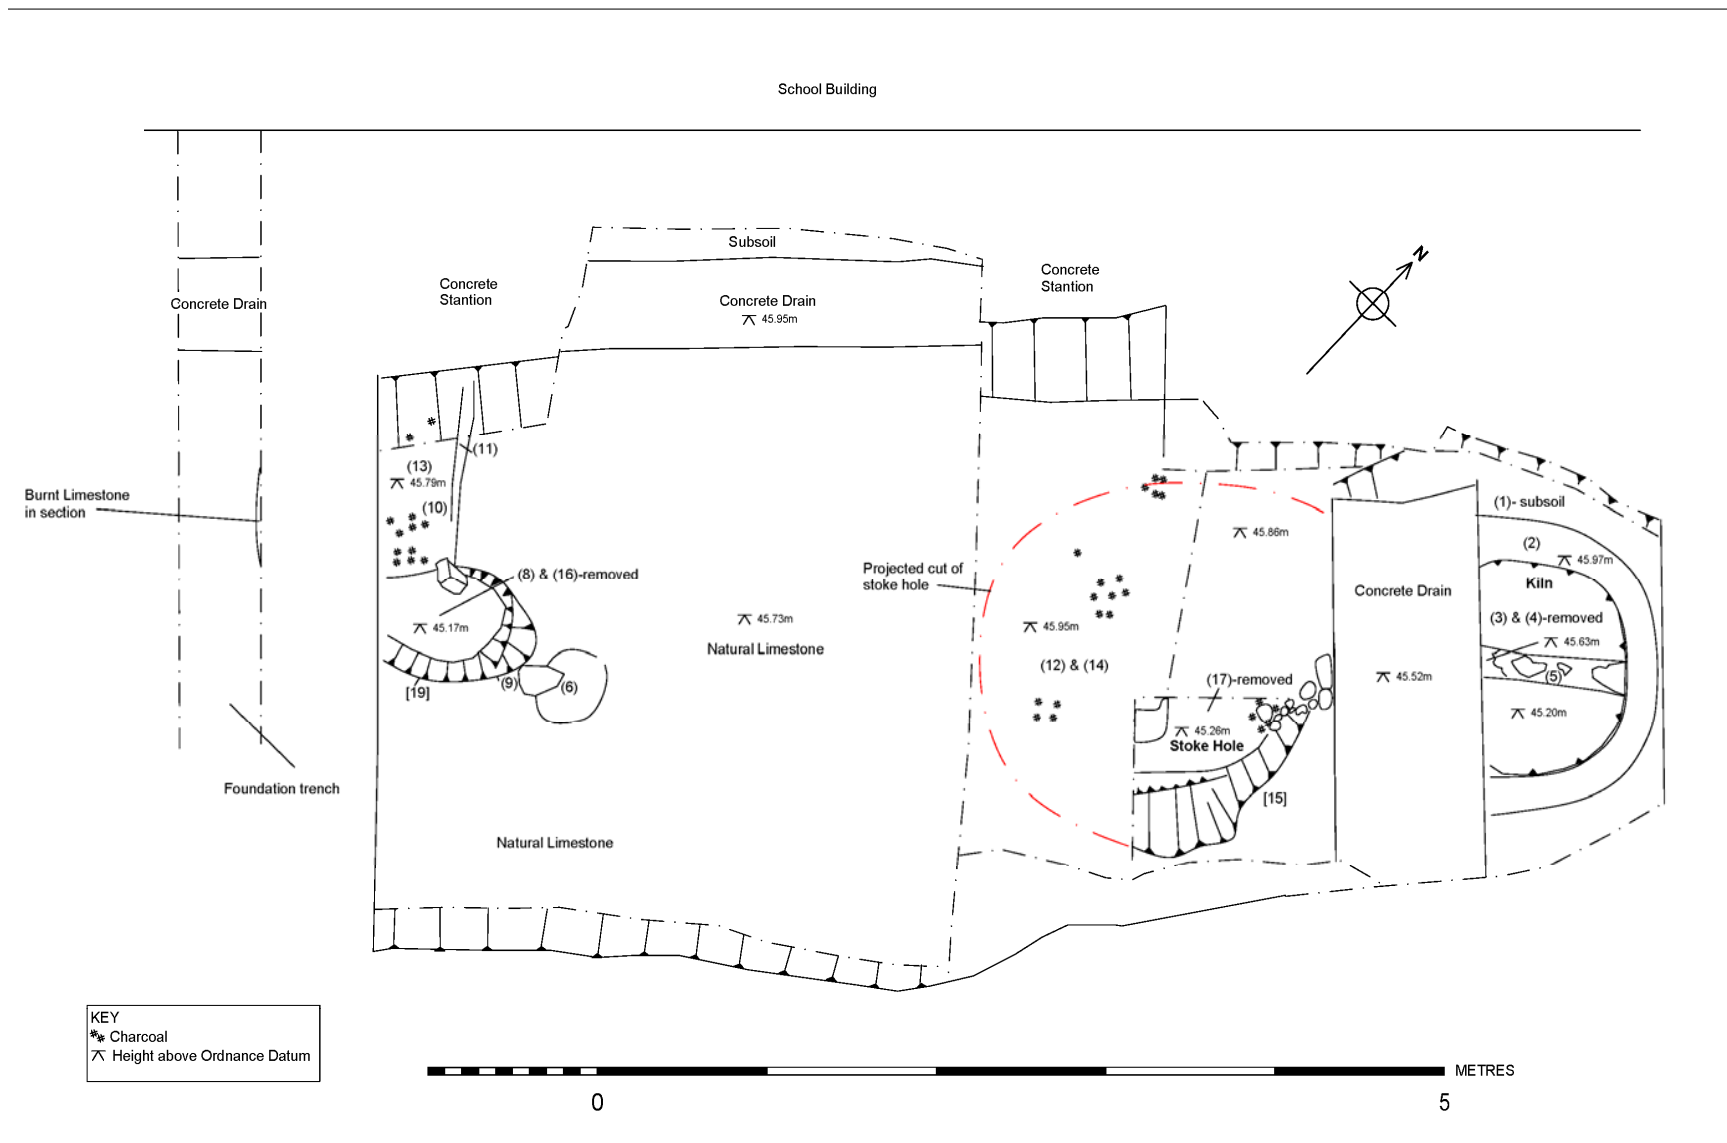 School Building
Subsoil
Concrete Drain
45.95m
Concrete
Stantion
Concrete
Stantion
N
Concrete Drain
(11)
(13)
45.79m
(10)
Burnt Limestone
in section
(8) & (16)-removed
45.17m
[19]
(9)
(6)
45.73m
Natural Limestone
Projected cut of
stoke hole
45.86m
45.95m
(12) & (14)
(17)-removed
45.26m
Stoke Hole
[15]
Concrete Drain
45.52m
(1)- subsoil
(2)
45.97m
Kiln
(3) & (4)-removed
45.63m
(5)
45.20m
Foundation trench
Natural Limestone
KEY
Charcoal
Height above Ordnance Datum
METRES
0
5